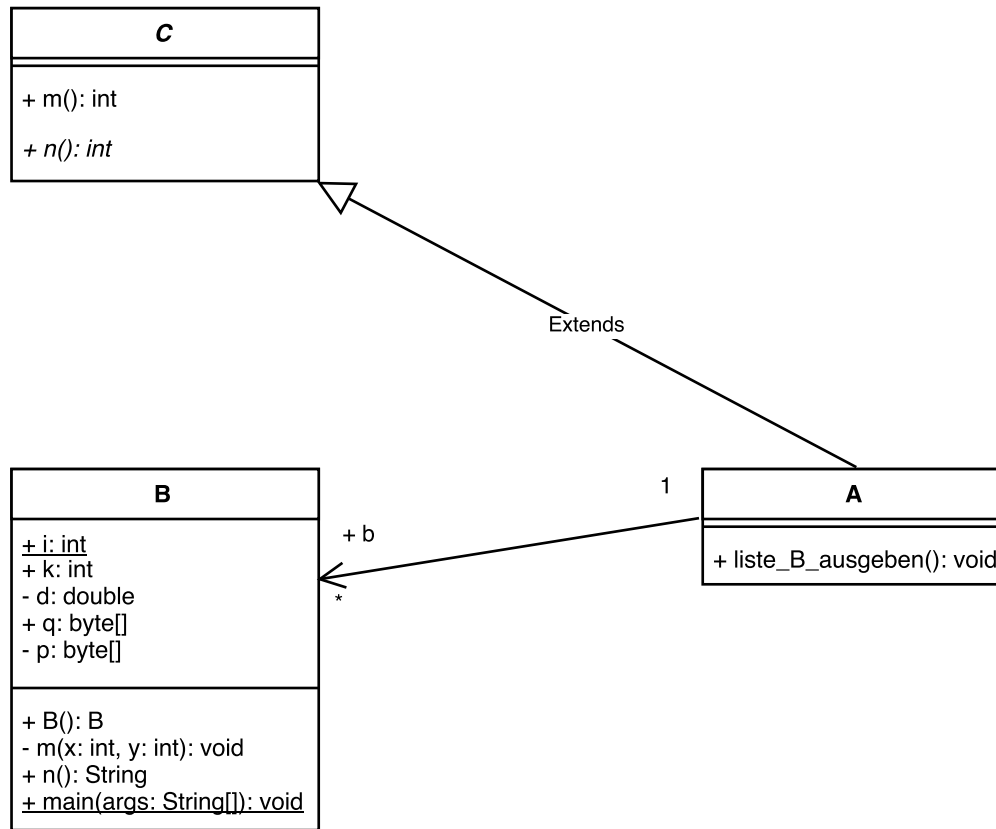 C
+ m(): int
+ n(): int
Extends
B
+ i: int
+ k: int
- d: double
+ q: byte[]
- p: byte[]
+ B(): B
- m(x: int, y: int): void
+ n(): String
+ main(args: String[]): void
+ b
*
1
A
+ liste_B_ausgeben(): void